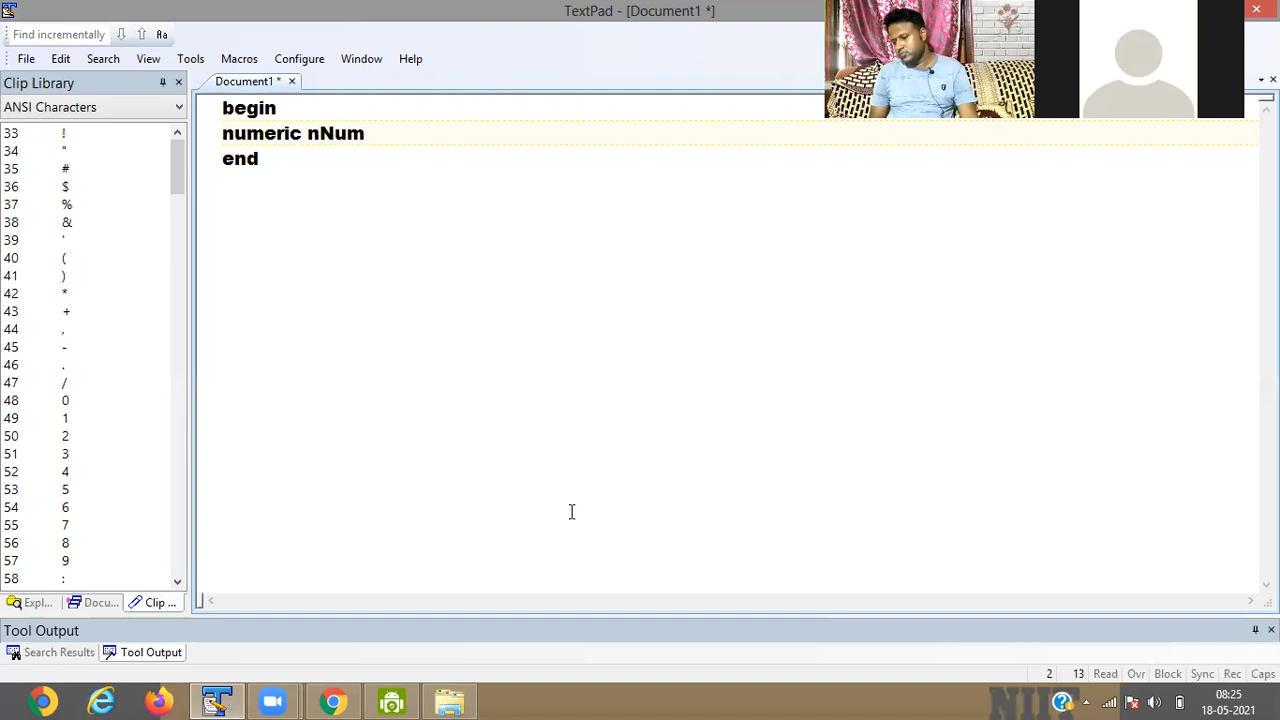 TextPad - [Document1 *]
Find incrementally
Aa
File Edit Search View Tools Macros Configure Window Help
Clip Library
Document1 *
ANSI Characters
33 !
34 "
35 #
36 $
37 %
38 &
39 '
40 (
41 )
42 *
43 +
44 ,
45 -
46 .
47 /
48 0
49 1
50 2
51 3
52 4
53 5
54 6
55 7
56 8
57 9
58 :
begin
numeric nNum
end
Expl... Docu... Clip ...
Tool Output
Search Results Tool Output
2 13 Read Ovr Block Sync Rec Caps
08:25
18-05-2021